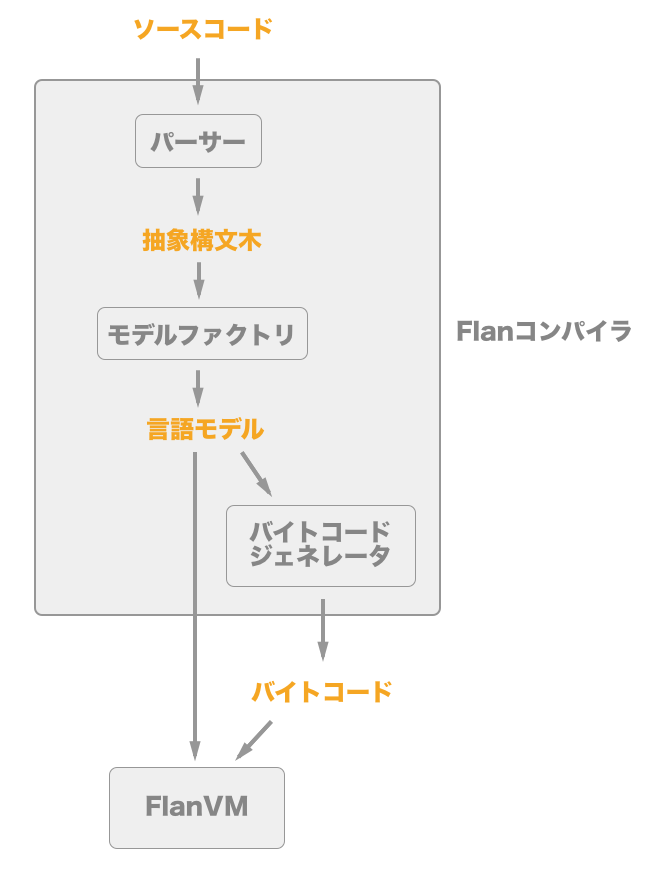 ソースコード
パーサー
抽象構文木
モデルファクトリ
Flanコンパイラ
言語モデル
バイトコード
ジェネレータ
バイトコード
FlanVM